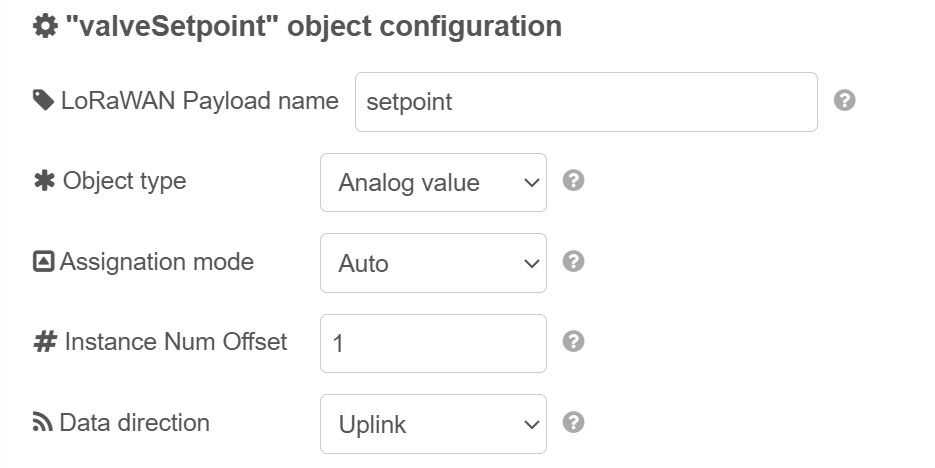 "valveSetpoint" object configuration
LoRaWAN Payload name setpoint ?
Object type Analog value ?
Assignation mode Auto ?
# Instance Num Offset 1 ?
Data direction Uplink ?